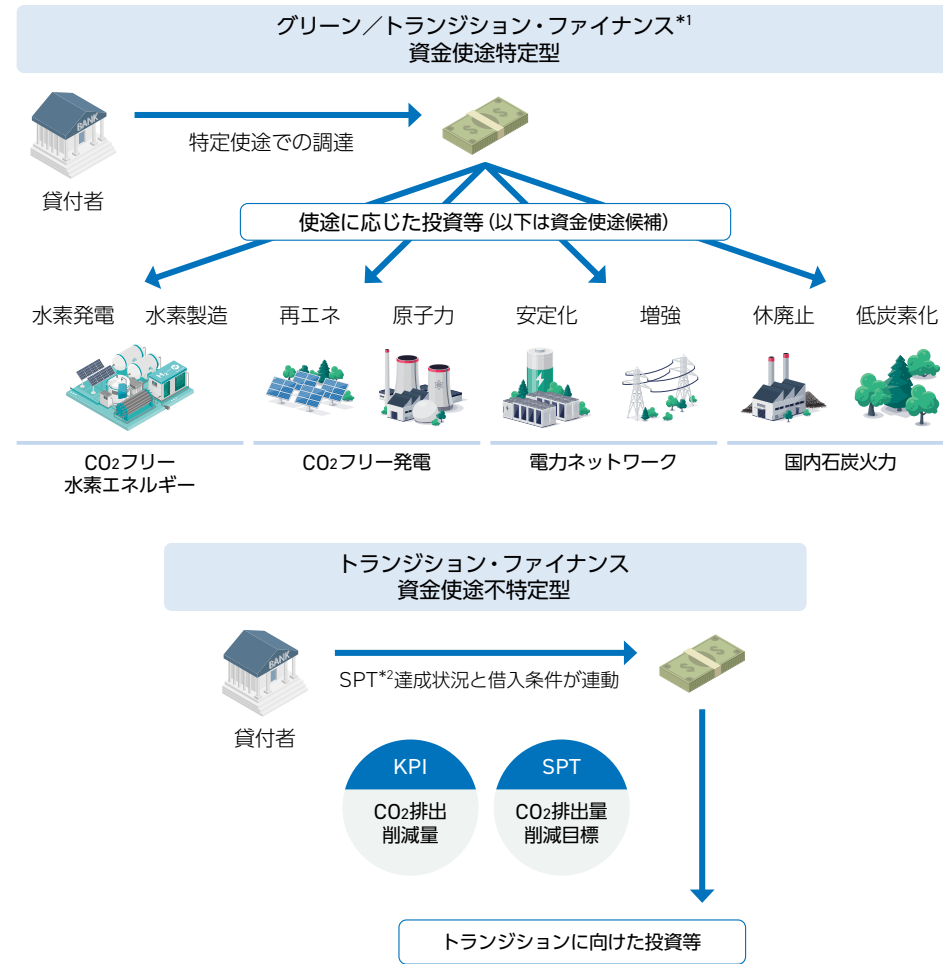 グリーン／トランジション・ファイナンス*1
資金使途特定型
BANK
特定使途での調達
貸付者
使途に応じた投資等（以下は資金使途候補）
水素発電 水素製造 再エネ 原子力 安定化 増強 休廃止 低炭素化
H2
CO2フリー
水素エネルギー
CO2フリー発電
電力ネットワーク
国内石炭火力
トランジション・ファイナンス
資金使途不特定型
BANK
SPT*2達成状況と借入条件が連動
貸付者
KPI
CO2排出
削減量
SPT
CO2排出量
削減目標
トランジションに向けた投資等